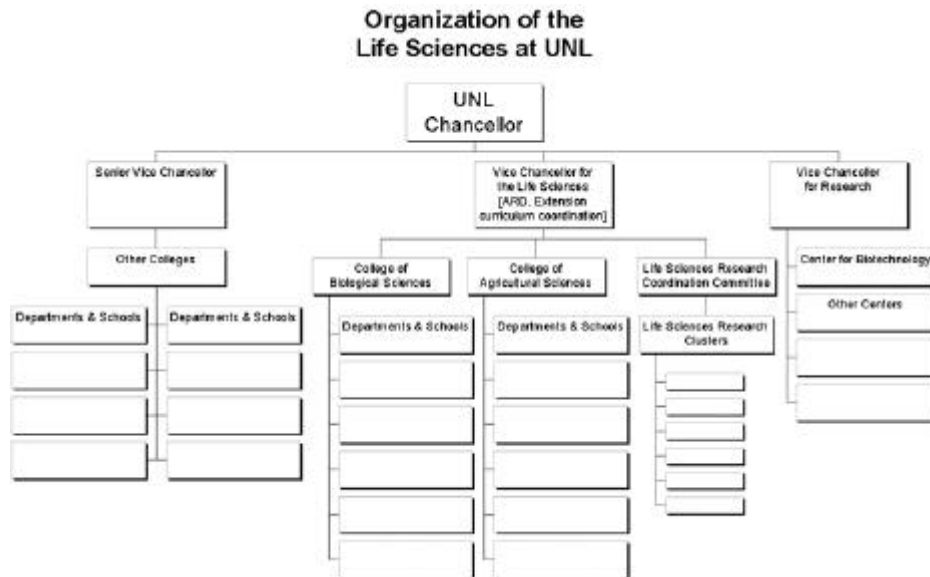 Organization of the
Life Sciences at UNL
UNL
Chancellor
Senior Vice Chancellor
Vice Chancellor for
the Life Sciences
[ARD, Extension
curriculum coordination]
Vice Chancellor
for Research
Other Colleges
College of
Biological Sciences
College of
Agricultural Sciences
Life Sciences Research
Coordination Committee
Center for Biotechnology
Departments & Schools
Departments & Schools
Departments & Schools
Departments & Schools
Life Sciences Research
Clusters
Other Centers